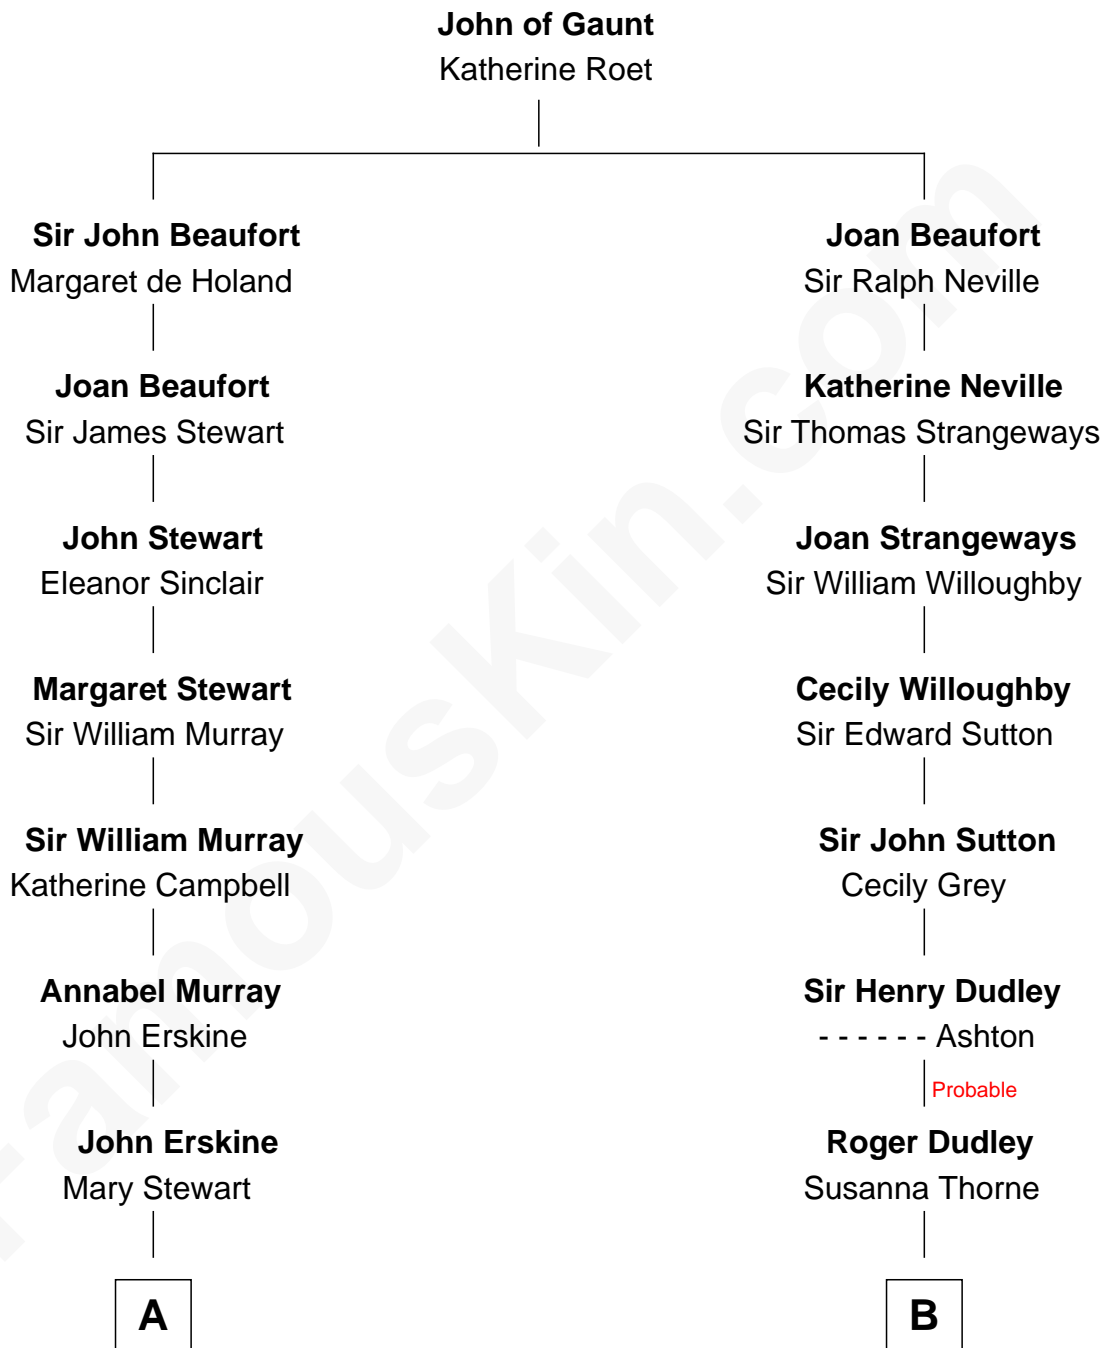 John of Gaunt
Katherine Roet
Sir John Beaufort
Margaret de Holand
Joan Beaufort
Sir James Stewart
John Stewart
Eleanor Sinclair
Margaret Stewart
Sir William Murray
Sir William Murray
Katherine Campbell
Annabel Murray
John Erskine
John Erskine
Mary Stewart
A
Joan Beaufort
Sir Ralph Neville
Katherine Neville
Sir Thomas Strangeways
Joan Strangeways
Sir William Willoughby
Cecily Willoughby
Sir Edward Sutton
Sir John Sutton
Cecily Grey
Sir Henry Dudley
- - - - - - Ashton
Probable
Roger Dudley
Susanna Thorne
B
FamousKin.com